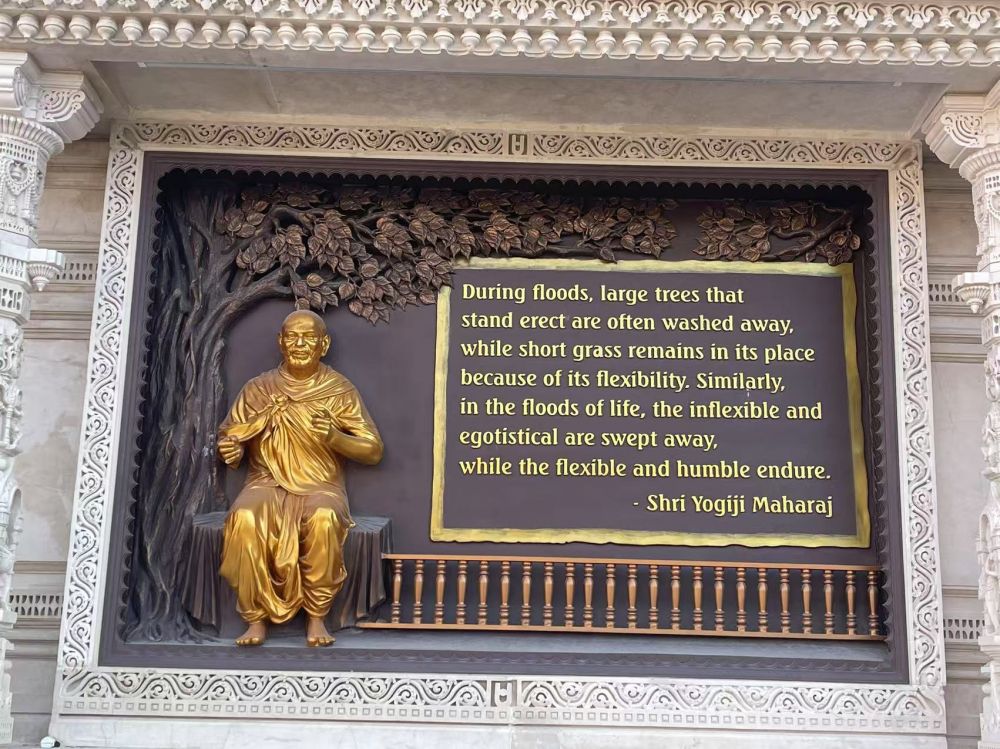 During floods, large trees that
stand erect are often washed away,
while short grass remains in its place
because of its flexibility. Similarly,
in the floods of life, the inflexible and
egotistical are swept away,
while the flexible and humble endure.
- Shri Yogiji Maharaj